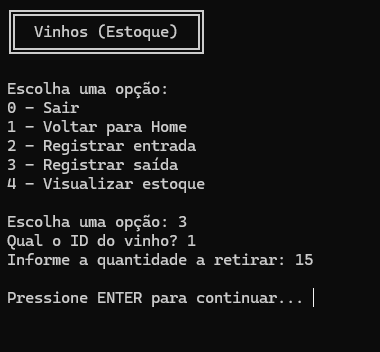 Vinhos (Estoque)
Escolha uma opção:
0 — Sair
1 — Voltar para Home
2 — Registrar entrada
3 — Registrar saída
4 — Visualizar estoque
Escolha uma opção: 3
Qual o ID do vinho? 1
Informe a quantidade a retirar: 15
Pressione ENTER para continuar...